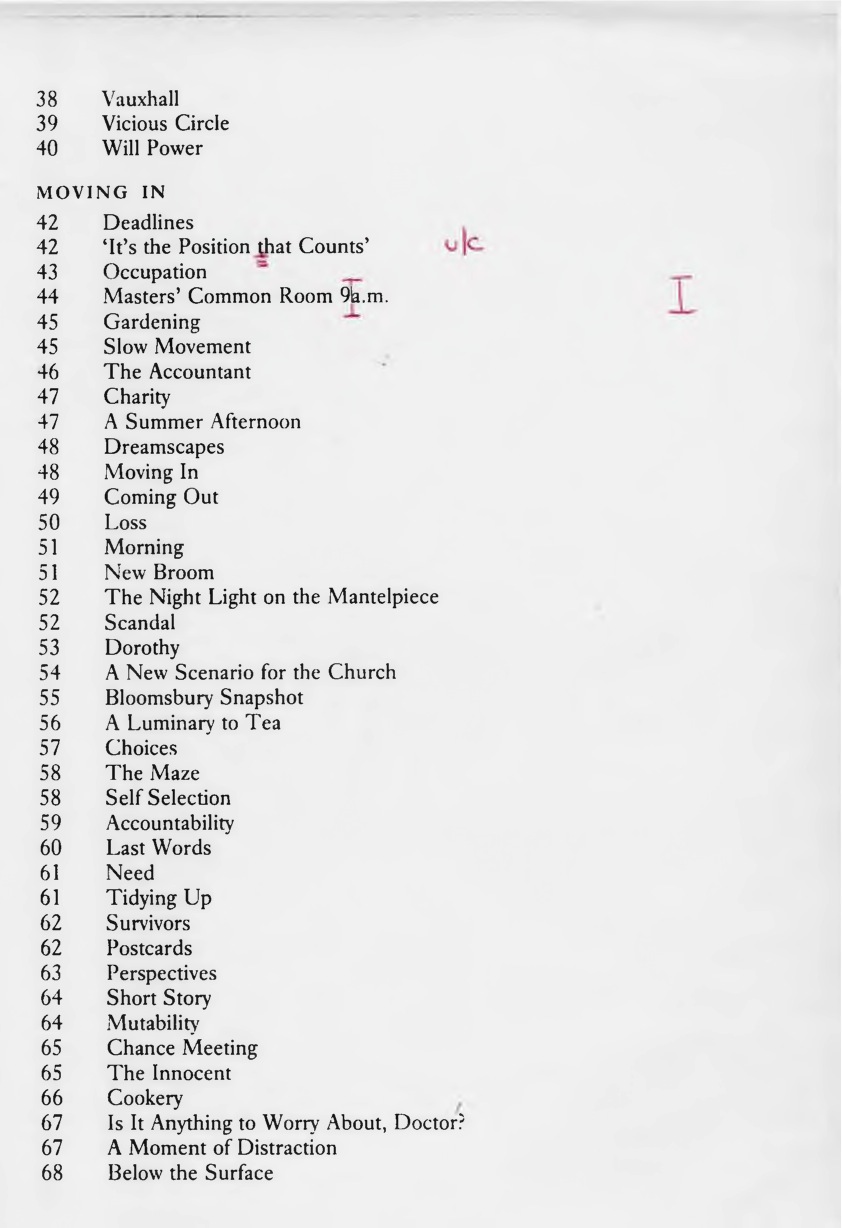 38 Vauxhall
39 Vicious Circle
40 Will Power
MOVING IN
42 Deadlines
42 ‘It's the Position that Counts’ u/c
43 Occupation
44 Masters' Common Room 9a.m.
45 Gardening
45 Slow Movement
46 The Accountant
47 Charity
47 A Summer Afternoon
48 Dreamscapes
48 Moving In
49 Coming Out
50 Loss
51 Morning
51 New Broom
52 The Night Light on the Mantelpiece
52 Scandal
53 Dorothy
54 A New Scenario for the Church
55 Bloomsbury Snapshot
56 A Luminary to Tea
57 Choices
58 The Maze
58 Self Selection
59 Accountability
60 Last Words
61 Need
61 Tidying Up
62 Survivors
62 Postcards
63 Perspectives
64 Short Story
64 Mutability
65 Chance Meeting
65 The Innocent
66 Cookery
67 Is It Anything to Worry About, Doctor?
67 A Moment of Distraction
68 Below the Surface